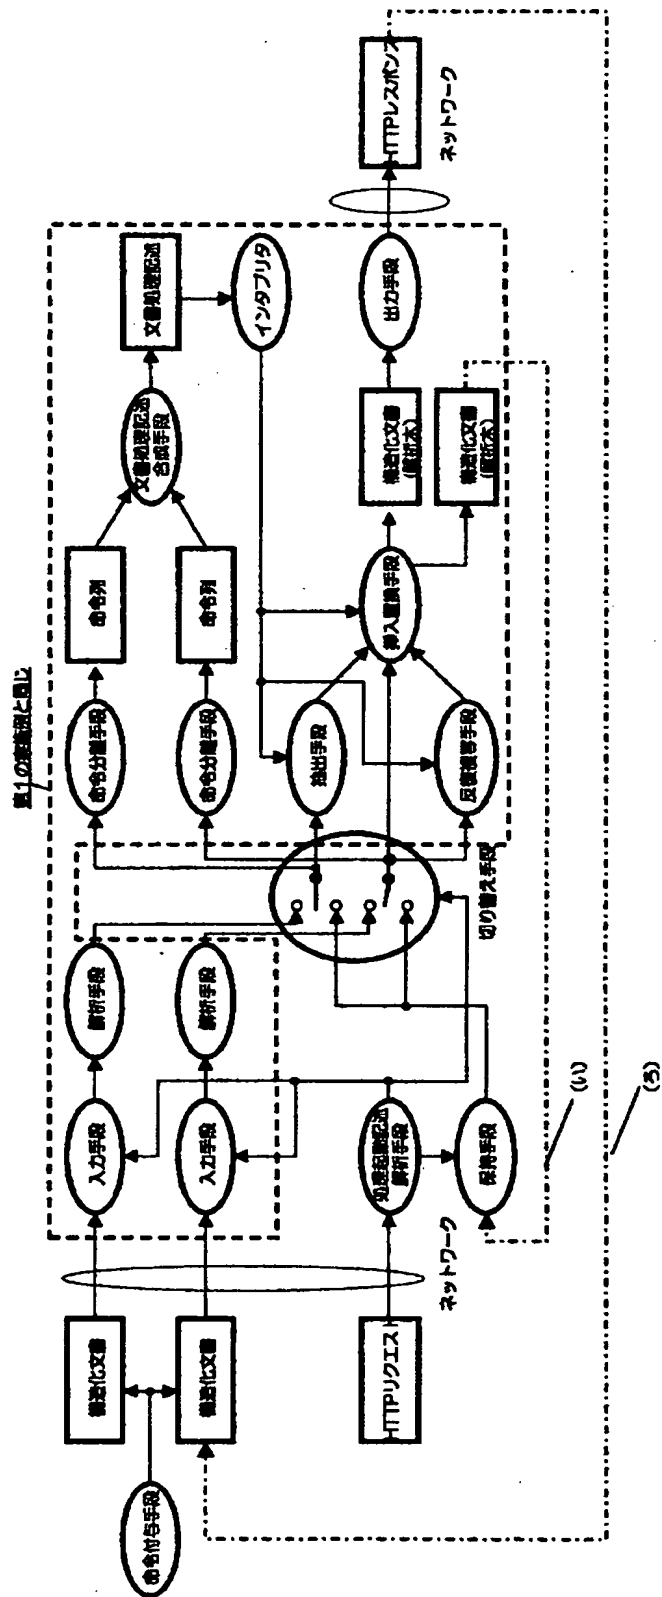 第1の実施例と同じ
命令付与手段
構造化文書
構造化文書
HTTPリクエスト
ネットワーク
入力手段
入力手段
処理起動記述
解析手段
保持手段
解析手段
解析手段
切り替え手段
命令分離手段
命令分離手段
抽出手段
反復複写手段
命令列
命令列
挿入置換手段
文書処理記述
合成手段
構造化文書
(解析木)
構造化文書
(解析木)
文書処理記述
インタプリタ
出力手段
HTTPレスポンス
ネットワーク
(い)
(ろ)